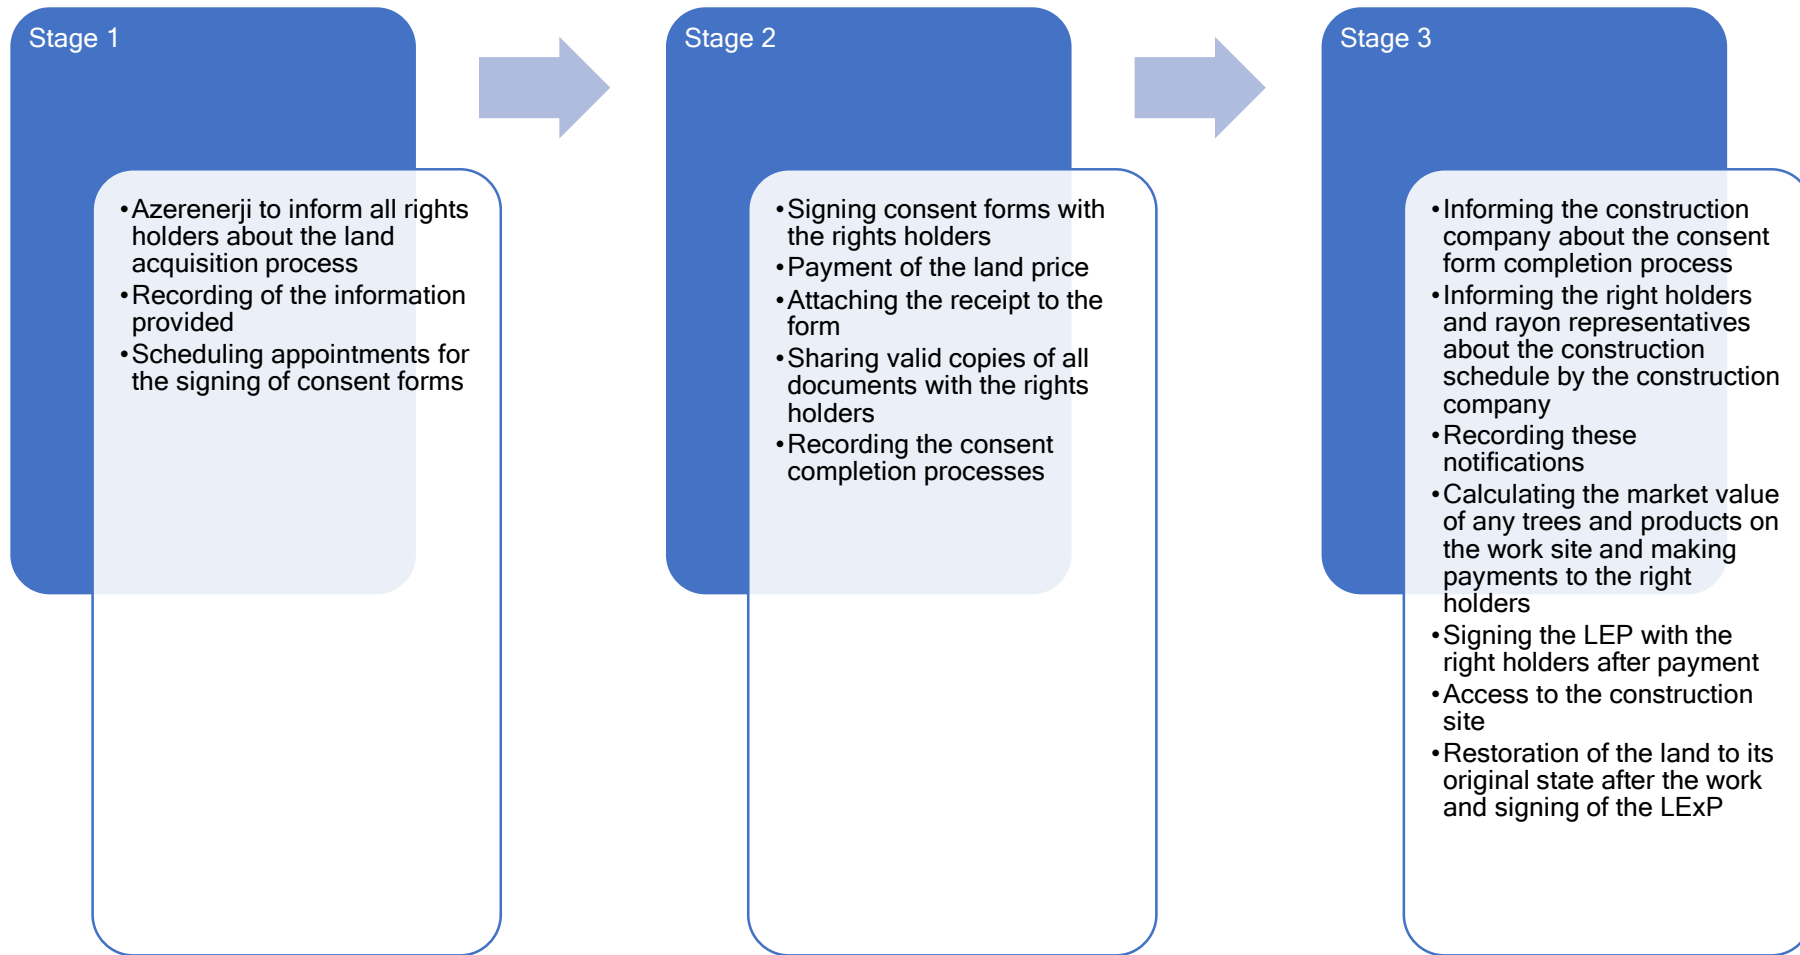 Stage 1
•Azerenerji to inform all rights
holders about the land
acquisition process
•Recording of the information
provided
•Scheduling appointments for
the signing of consent forms
Stage 2
•Signing consent forms with
the rights holders
•Payment of the land price
•Attaching the receipt to the
form
•Sharing valid copies of all
documents with the rights
holders
•Recording the consent
completion processes
Stage 3
•Informing the construction
company about the consent
form completion process
•Informing the right holders
and rayon representatives
about the construction
schedule by the construction
company
•Recording these
notifications
•Calculating the market value
of any trees and products on
the work site and making
payments to the right
holders
•Signing the LEP with the
right holders after payment
•Access to the construction
site
•Restoration of the land to its
original state after the work
and signing of the LExP